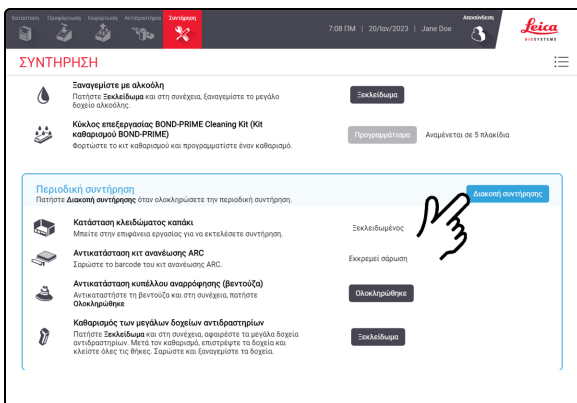 Κατάσταση Προφόρτωση Εκφόρτωση Αντιδραστήρια Συντήρηση
7:08 ΠΜ | 20/Ιαν/2023 | Jane Doe
Αποσύνδεση
Leica
BIOSYSTEMS
ΣΥΝΤΗΡΗΣΗ
Ξαναγεμίστε με αλκοόλη
Πατήστε Ξεκλείδωμα και στη συνέχεια, ξαναγεμίστε το μεγάλο
δοχείο αλκοόλης.
Ξεκλείδωμα
Κύκλος επεξεργασίας BOND-PRIME Cleaning Kit (Kit
καθαρισμού BOND-PRIME)
Φορτώστε το κιτ καθαρισμού και προγραμματίστε έναν καθαρισμό.
Προγραμμάτισμα
Αναμένεται σε 5 πλακίδια
Περιοδική συντήρηση
Πατήστε Διακοπή συντήρησης όταν ολοκληρώσετε την περιοδική συντήρηση.
Διακοπή συντήρησης
Κατάσταση κλειδώματος καπάκι
Μπείτε στην επιφάνεια εργασίας για να εκτελέσετε συντήρηση.
Ξεκλειδωμένος
Αντικατάσταση κιτ ανανέωσης ARC
Σαρώστε το barcode του κιτ ανανέωσης ARC.
Εκκρεμεί σάρωση
Αντικατάσταση κυπέλλου αναρρόφησης (βεντούζα)
Αντικαταστήστε τη βεντούζα και στη συνέχεια, πατήστε
Ολοκληρώθηκε
Ολοκληρώθηκε
Καθαρισμός των μεγάλων δοχείων αντιδραστηρίων
Πατήστε Ξεκλείδωμα και στη συνέχεια, αφαιρέστε τα μεγάλα δοχεία
αντιδραστηρίων. Μετά τον καθαρισμό, επιστρέψτε τα δοχεία και
κλείστε όλες τις θήκες. Σαρώστε και ξαναγεμίστε τα δοχεία.
Ξεκλείδωμα